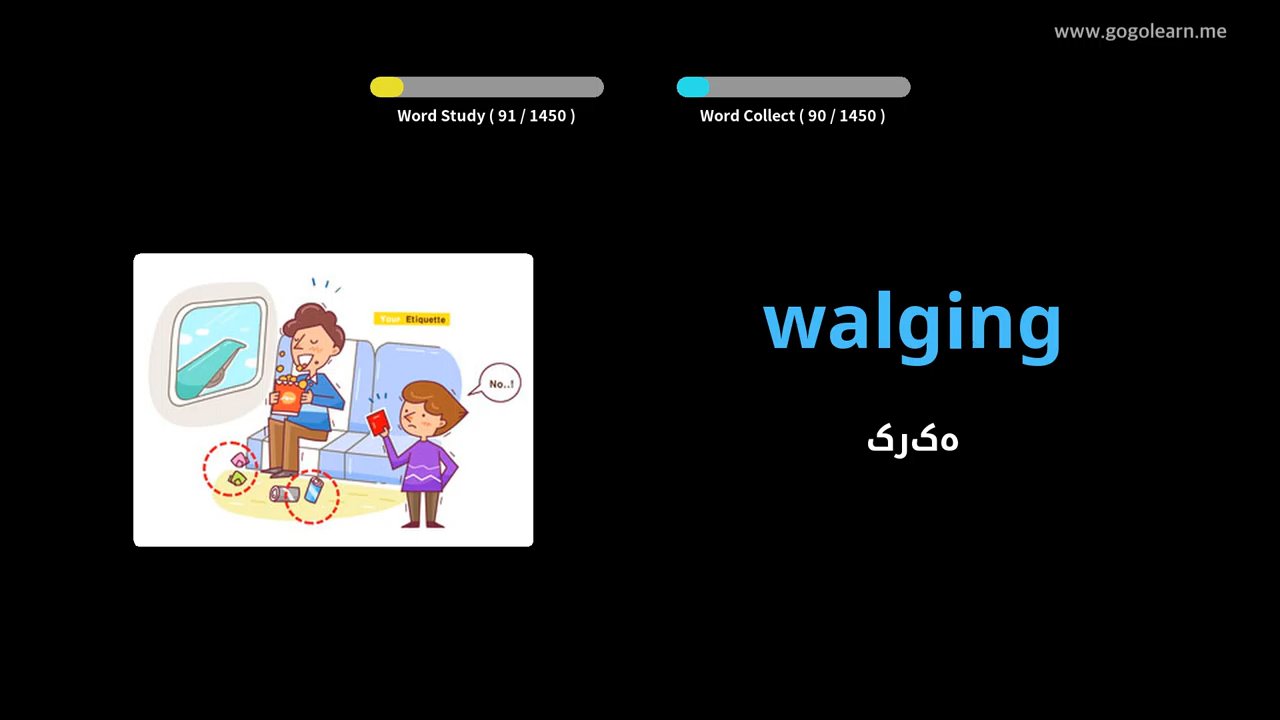 www.gogolearn.me
Word Study ( 91 / 1450 )
Word Collect ( 90 / 1450 )
Your Etiquette
No..!
walging
ەکرک